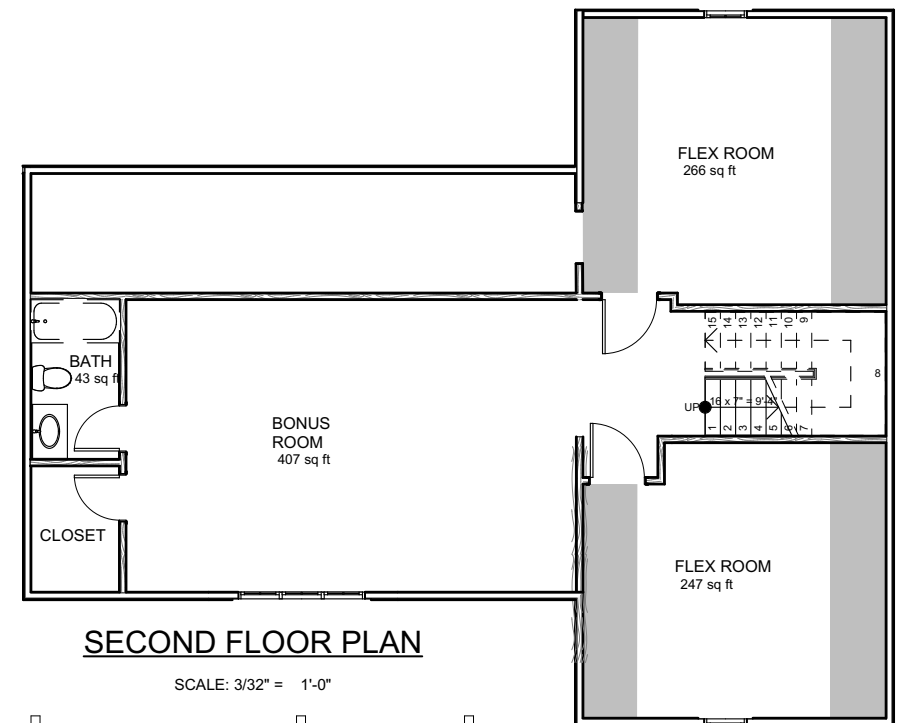 FLEX ROOM
266 sq ft
15 14 13 12 11 10 9
8
BATH
43 sq ft
16 x 7" = 9'-4"
UP
1 2 3 4 5 6 7
BONUS
ROOM
407 sq ft
CLOSET
FLEX ROOM
247 sq ft
SECOND FLOOR PLAN
SCALE: 3/32" = 1'-0"